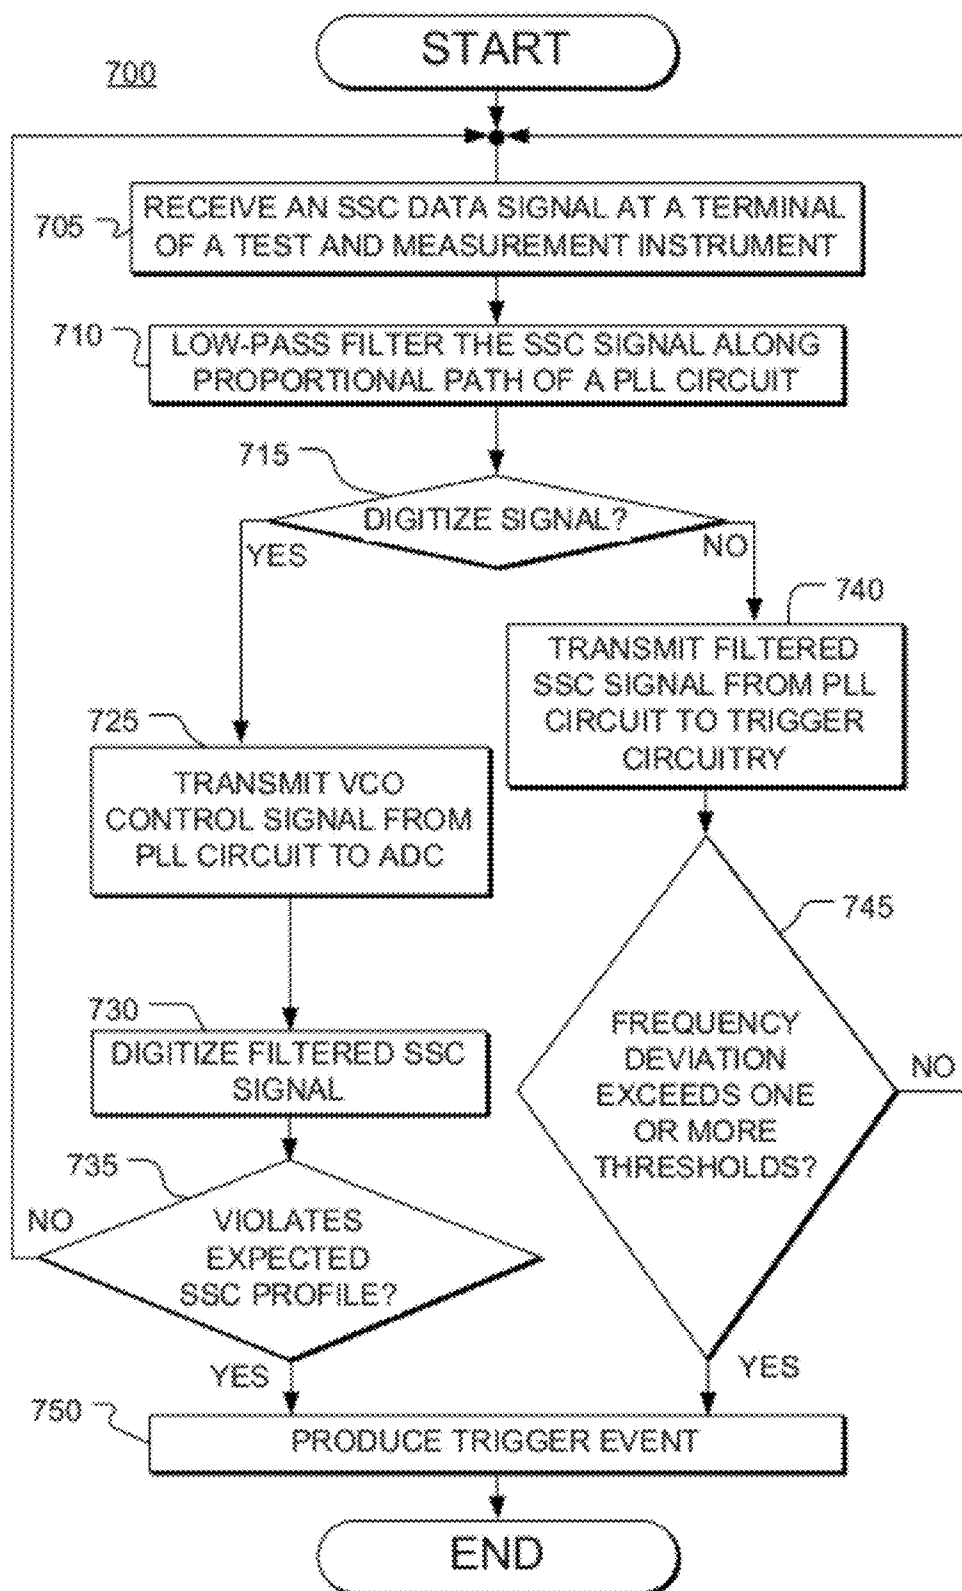 START
700
705
RECEIVE AN SSC DATA SIGNAL AT A TERMINAL
OF A TEST AND MEASUREMENT INSTRUMENT
710
LOW-PASS FILTER THE SSC SIGNAL ALONG
PROPORTIONAL PATH OF A PLL CIRCUIT
715
DIGITIZE SIGNAL?
YES
NO
725
TRANSMIT VCO
CONTROL SIGNAL FROM
PLL CIRCUIT TO ADC
730
DIGITIZE FILTERED SSC
SIGNAL
735
NO
VIOLATES
EXPECTED
SSC PROFILE?
YES
740
TRANSMIT FILTERED
SSC SIGNAL FROM PLL
CIRCUIT TO TRIGGER
CIRCUITRY
745
FREQUENCY
DEVIATION
EXCEEDS ONE
OR MORE
THRESHOLDS?
NO
YES
750
PRODUCE TRIGGER EVENT
END